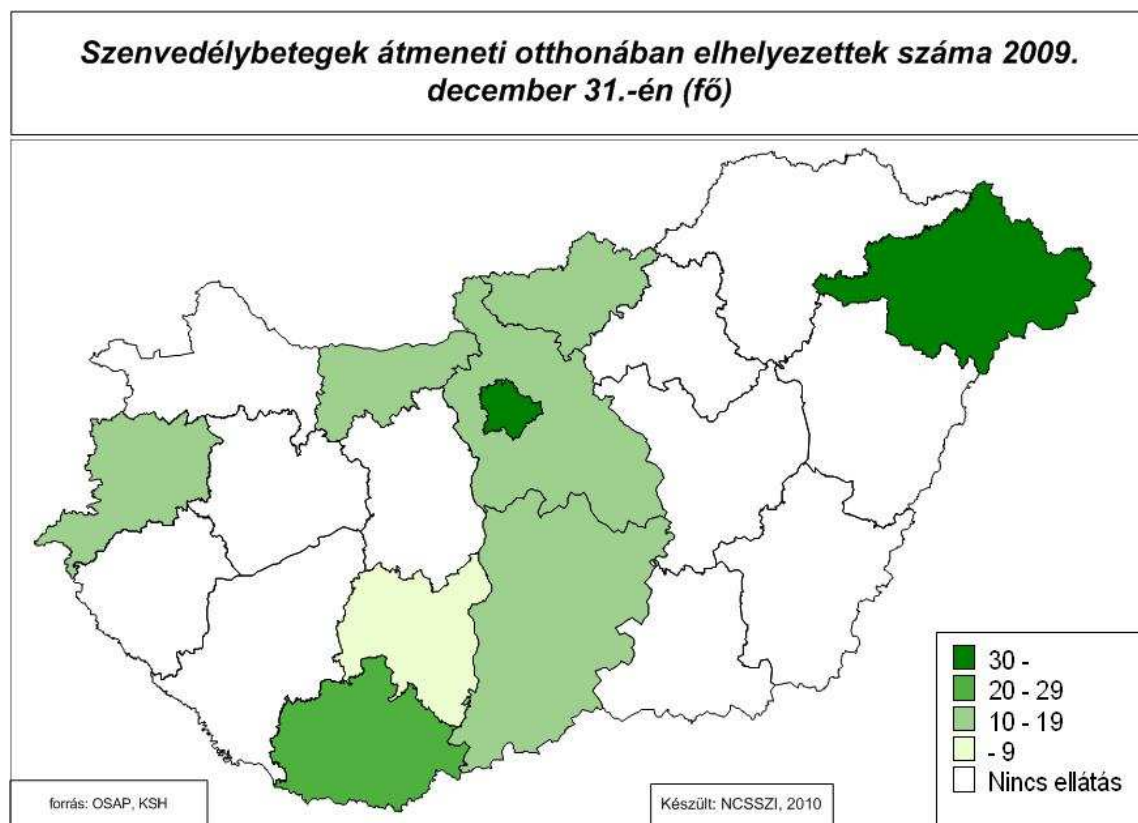 Szenvedélybetegek átmeneti otthonában elhelyezettek száma 2009.
december 31.-én (fő)
30 -
20 - 29
10 - 19
- 9
Nincs ellátás
forrás: OSAP, KSH
Készült: NCSSZI, 2010